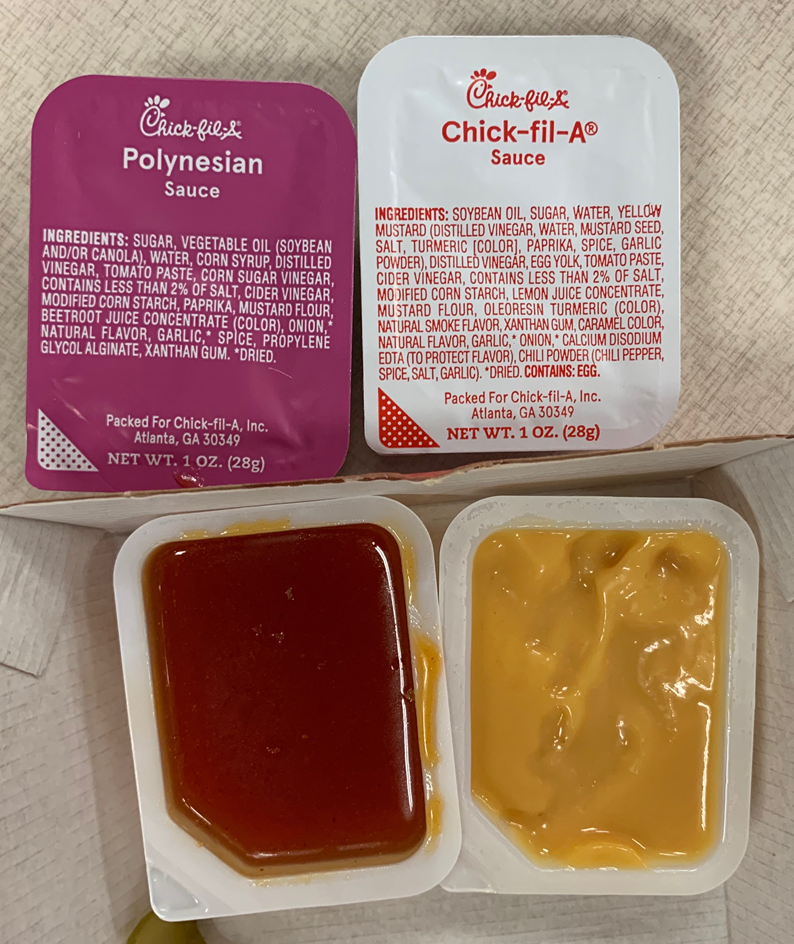 Chick-fil-A®
Polynesian
Sauce
INGREDIENTS: SUGAR, VEGETABLE OIL (SOYBEAN
AND/OR CANOLA), WATER, CORN SYRUP, DISTILLED
VINEGAR, TOMATO PASTE, CORN SUGAR VINEGAR,
CONTAINS LESS THAN 2% OF SALT, CIDER VINEGAR,
MODIFIED CORN STARCH, PAPRIKA, MUSTARD FLOUR,
BEETROOT JUICE CONCENTRATE (COLOR), ONION,*
NATURAL FLAVOR, GARLIC,* SPICE, PROPYLENE
GLYCOL ALGINATE, XANTHAN GUM. *DRIED.
Packed For Chick-fil-A, Inc.
Atlanta, GA 30349
NET WT. 1 OZ. (28g)
Chick-fil-A®
Chick-fil-A®
Sauce
INGREDIENTS: SOYBEAN OIL, SUGAR, WATER, YELLOW
MUSTARD (DISTILLED VINEGAR, WATER, MUSTARD SEED,
SALT, TURMERIC [COLOR], PAPRIKA, SPICE, GARLIC
POWDER), DISTILLED VINEGAR, EGG YOLK, TOMATO PASTE,
CIDER VINEGAR, CONTAINS LESS THAN 2% OF SALT,
MODIFIED CORN STARCH, LEMON JUICE CONCENTRATE,
MUSTARD FLOUR, OLEORESIN TURMERIC (COLOR),
NATURAL SMOKE FLAVOR, XANTHAN GUM, CARAMEL COLOR,
NATURAL FLAVOR, GARLIC,* ONION,* CALCIUM DISODIUM
EDTA (TO PROTECT FLAVOR), CHILI POWDER (CHILI PEPPER,
SPICE, SALT, GARLIC). *DRIED. CONTAINS: EGG.
Packed For Chick-fil-A, Inc.
Atlanta, GA 30349
NET WT. 1 OZ. (28g)